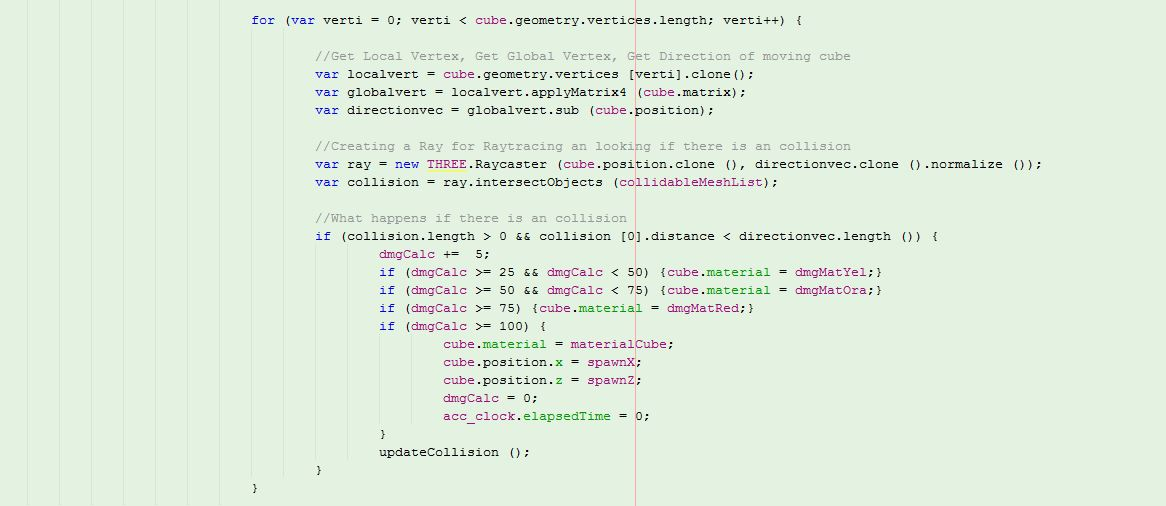 for (var verti = 0; verti < cube.geometry.vertices.length; verti++) {
//Get Local Vertex, Get Global Vertex, Get Direction of moving cube
var localvert = cube.geometry.vertices [verti].clone();
var globalvert = localvert.applyMatrix4 (cube.matrix);
var directionvec = globalvert.sub (cube.position);
//Creating a Ray for Raytracing an looking if there is an collision
var ray = new THREE.Raycaster (cube.position.clone (), directionvec.clone ().normalize ());
var collision = ray.intersectObjects (collidableMeshList);
//What happens if there is an collision
if (collision.length > 0 && collision [0].distance < directionvec.length ()) {
dmgCalc += 5;
if (dmgCalc >= 25 && dmgCalc < 50) {cube.material = dmgMatYel;}
if (dmgCalc >= 50 && dmgCalc < 75) {cube.material = dmgMatOra;}
if (dmgCalc >= 75) {cube.material = dmgMatRed;}
if (dmgCalc >= 100) {
cube.material = materialCube;
cube.position.x = spawnX;
cube.position.z = spawnZ;
dmgCalc = 0;
acc_clock.elapsedTime = 0;
}
updateCollision ();
}
}